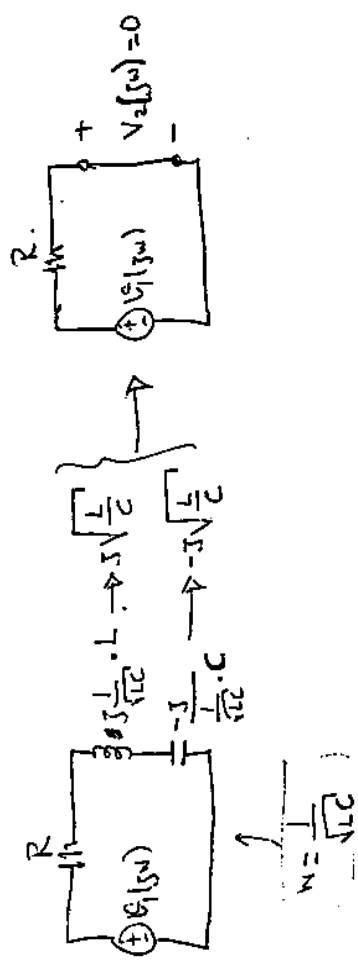 R
V₁(jω)
+
-
j 1/√LC · L → j√(L/C)
-j 1/(1/√LC · C) → -j√(L/C)
ω = 1/√LC
R
V₁(jω)
+
-
+
V₂(jω) = 0
-